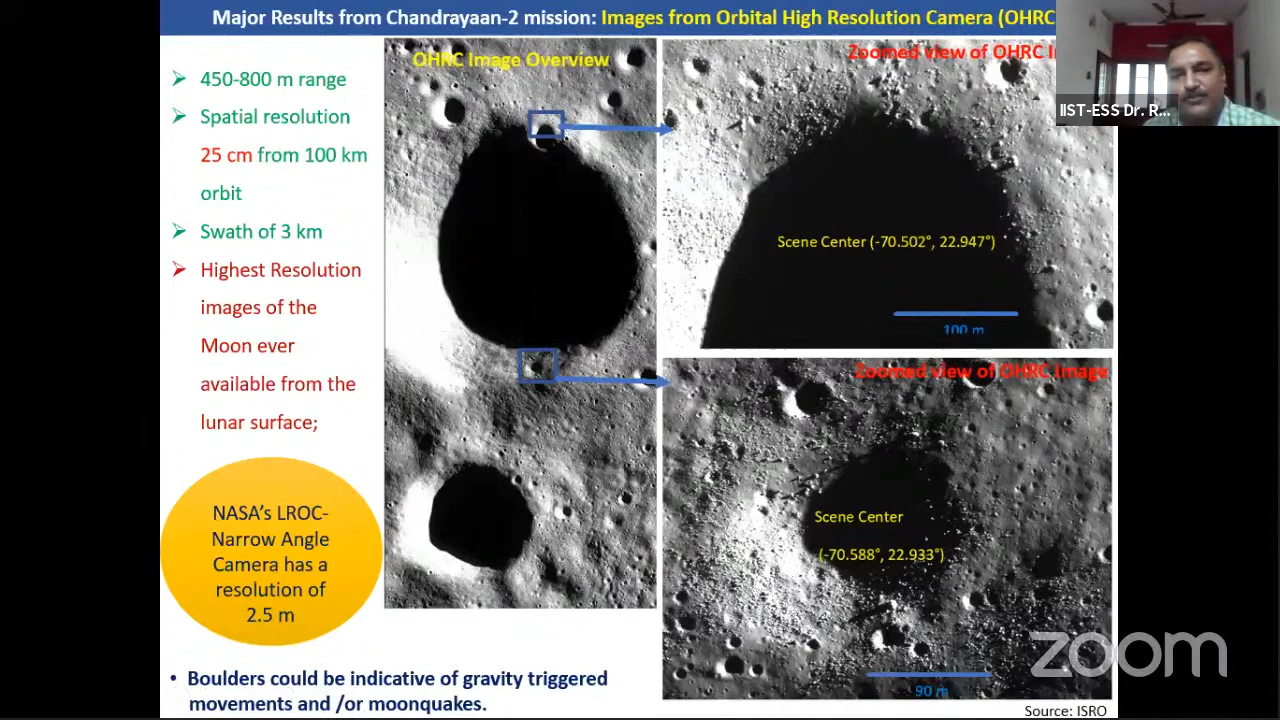 Major Results from Chandrayaan-2 mission: Images from Orbital High Resolution Camera (OHRC
450-800 m range
Spatial resolution
25 cm from 100 km
orbit
Swath of 3 km
Highest Resolution
images of the
Moon ever
available from the
lunar surface;
NASA's LROC-
Narrow Angle
Camera has a
resolution of
2.5 m
• Boulders could be indicative of gravity triggered
movements and /or moonquakes.
OHRC Image Overview
Zoomed view of OHRC
Scene Center (-70.502°, 22.947°)
100 m
Zoomed view of OHRC Image
Scene Center
(-70.588°, 22.933°)
90 m
Source: ISRO
IIST-ESS Dr. R...
zoom